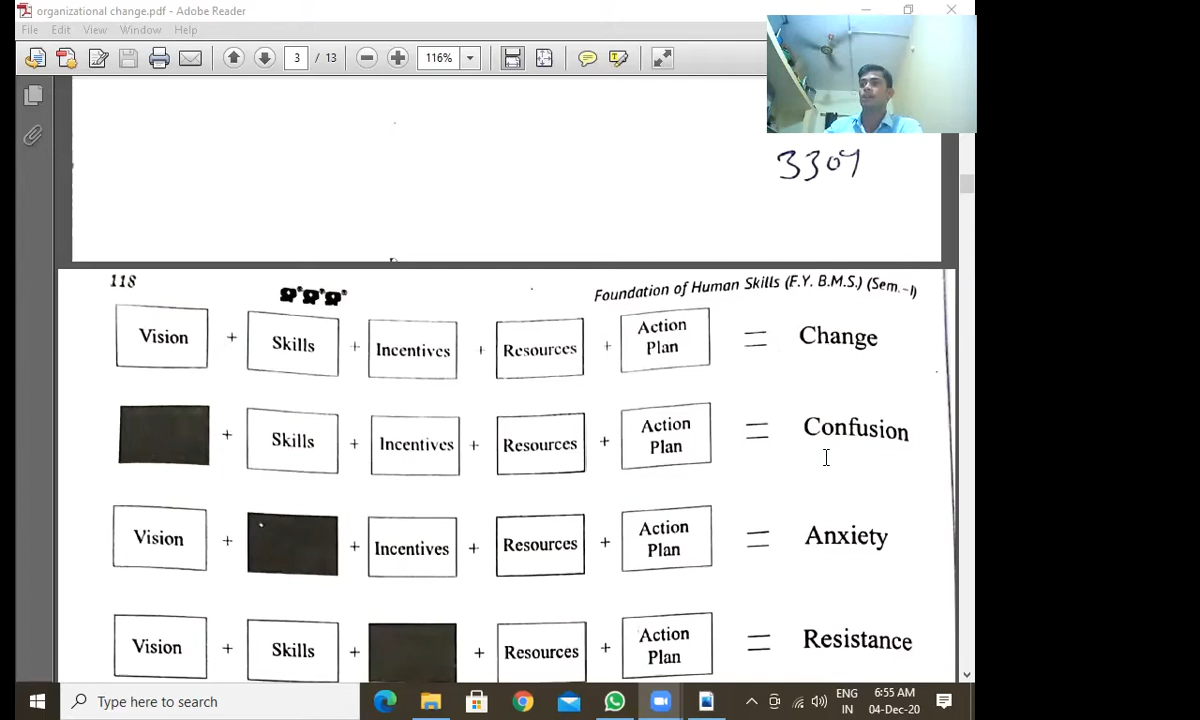 organizational change.pdf - Adobe Reader
File Edit View Window Help
3 / 13 116%
3304
118
Foundation of Human Skills (F.Y. B.M.S.) (Sem.-I)
Vision + Skills + Incentives + Resources + Action Plan = Change
+ Skills + Incentives + Resources + Action Plan = Confusion
Vision + + Incentives + Resources + Action Plan = Anxiety
Vision + Skills + + Resources + Action Plan = Resistance
Type here to search
ENG 6:55 AM
IN 04-Dec-20